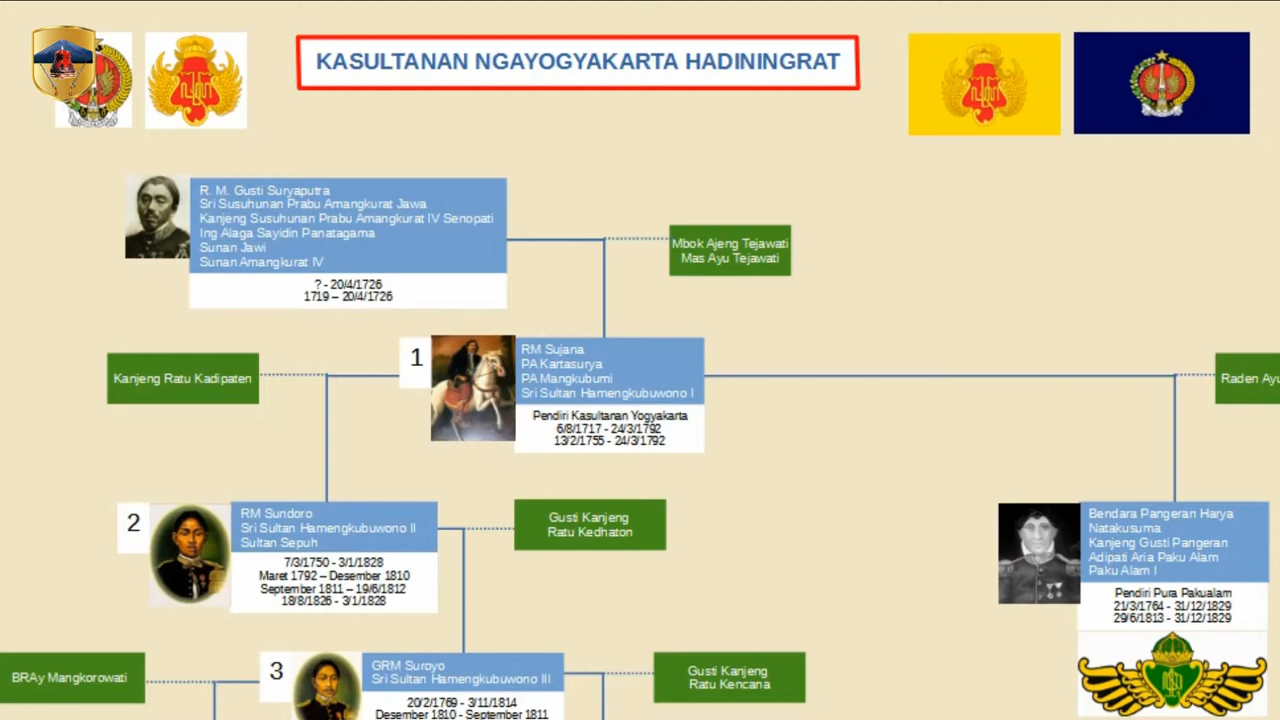 KASULTANAN NGAYOGYAKARTA HADININGRAT
R. M. Gusti Suryaputra
Sri Susuhunan Prabu Amangkurat Jawa
Kanjeng Susuhunan Prabu Amangkurat IV Senopati
Ing Alaga Sayidin Panatagama
Sunan Jawi
Sunan Amangkurat IV
? - 20/4/1726
1719 – 20/4/1726
Mbok Ajeng Tejawati
Mas Ayu Tejawati
Kanjeng Ratu Kadipaten
1
RM Sujana
PA Kartasurya
PA Mangkubumi
Sri Sultan Hamengkubuwono I
Pendiri Kasultanan Yogyakarta
6/8/1717 - 24/3/1792
13/2/1755 - 24/3/1792
Raden Ayu
2
RM Sundoro
Sri Sultan Hamengkubuwono II
Sultan Sepuh
7/3/1750 - 3/1/1828
Maret 1792 – Desember 1810
September 1811 – 19/6/1812
18/8/1826 - 3/1/1828
Gusti Kanjeng
Ratu Kedhaton
Bendara Pangeran Harya
Natakusuma
Kanjeng Gusti Pangeran
Adipati Aria Paku Alam
Paku Alam I
Pendiri Pura Pakualam
21/3/1764 - 31/12/1829
29/6/1813 - 31/12/1829
BRAy Mangkorowati
3
GRM Suroyo
Sri Sultan Hamengkubuwono III
20/2/1769 - 3/11/1814
Desember 1810 - September 1811
Gusti Kanjeng
Ratu Kencana